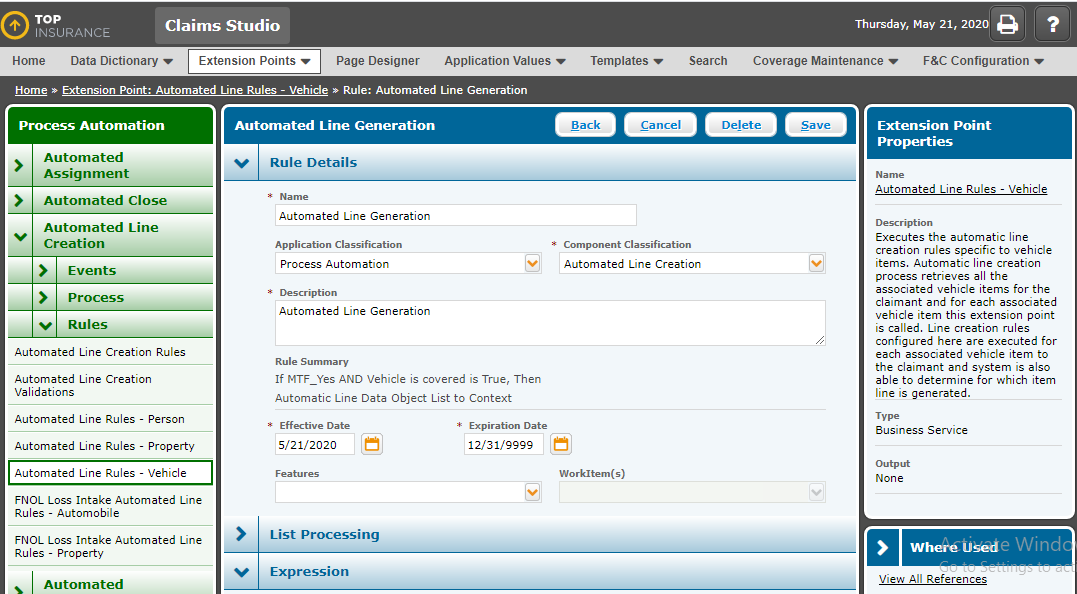 TOP
INSURANCE
Claims Studio
Thursday, May 21, 2020
?
Home Data Dictionary Extension Points Page Designer Application Values Templates Search Coverage Maintenance F&C Configuration
Home » Extension Point: Automated Line Rules - Vehicle » Rule: Automated Line Generation
Process Automation
Automated
Assignment
Automated Close
Automated Line
Creation
Events
Process
Rules
Automated Line Creation Rules
Automated Line Creation
Validations
Automated Line Rules - Person
Automated Line Rules - Property
Automated Line Rules - Vehicle
FNOL Loss Intake Automated Line
Rules - Automobile
FNOL Loss Intake Automated Line
Rules - Property
Automated
Automated Line Generation
Back Cancel Delete Save
Rule Details
* Name
Automated Line Generation
Application Classification * Component Classification
Process Automation Automated Line Creation
* Description
Automated Line Generation
Rule Summary
If MTF_Yes AND Vehicle is covered is True, Then
Automatic Line Data Object List to Context
* Effective Date * Expiration Date
5/21/2020 12/31/9999
Features WorkItem(s)
List Processing
Expression
Extension Point
Properties
Name
Automated Line Rules - Vehicle
Description
Executes the automatic line
creation rules specific to vehicle
items. Automatic line creation
process retrieves all the
associated vehicle items for the
claimant and for each associated
vehicle item this extension point
is called. Line creation rules
configured here are executed for
each associated vehicle item to
the claimant and system is also
able to determine for which item
line is generated.
Type
Business Service
Output
None
Where Used
View All References
Activate Windo
Go to Settings to act